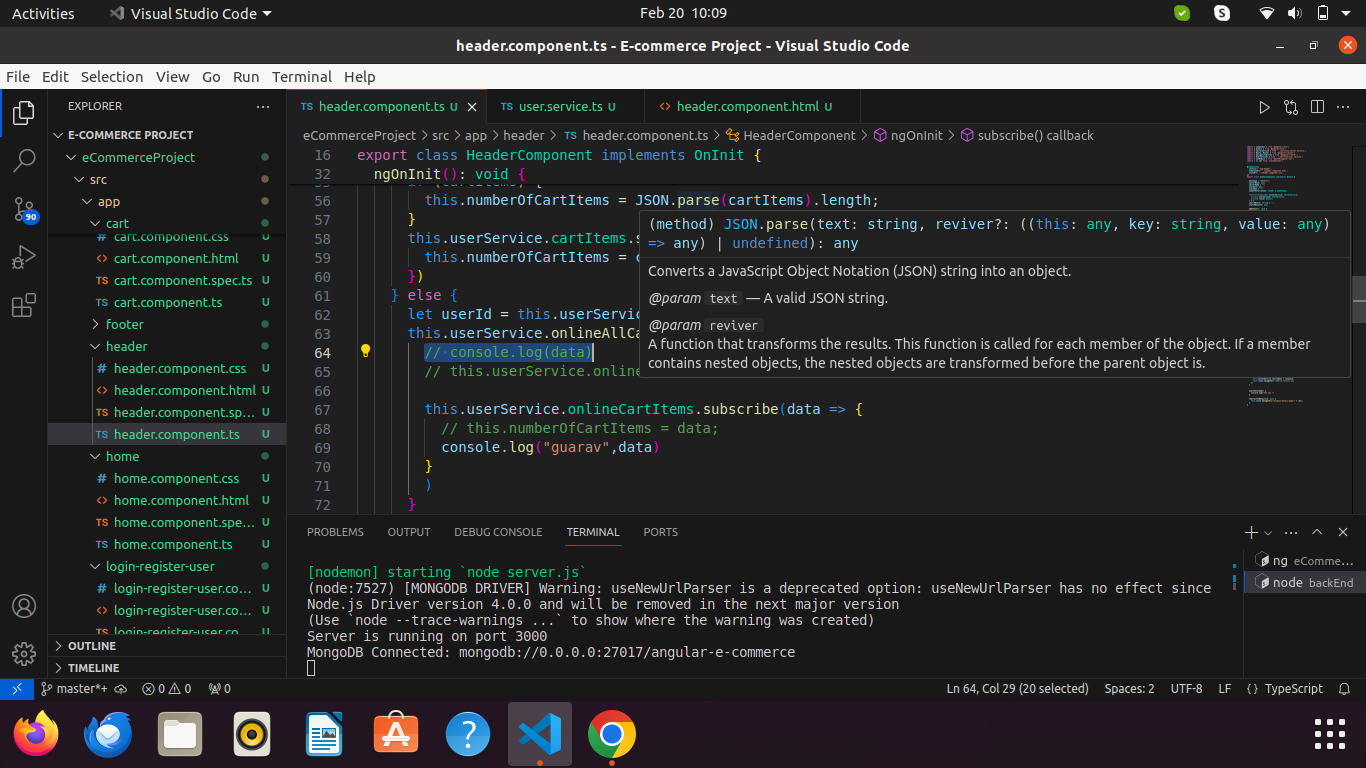 Activities
Visual Studio Code
Feb 20 10:09
header.component.ts - E-commerce Project - Visual Studio Code
File Edit Selection View Go Run Terminal Help
EXPLORER
E-COMMERCE PROJECT
eCommerceProject
src
app
cart
cart.component.css U
cart.component.html U
cart.component.spec.ts U
cart.component.ts U
footer
header
header.component.css U
header.component.html U
header.component.sp... U
header.component.ts U
home
home.component.css U
home.component.html U
home.component.spe... U
home.component.ts U
login-register-user
login-register-user.co... U
login-register-user.co... U
login-register-user.co... U
OUTLINE
TIMELINE
90
TS header.component.ts U
TS user.service.ts U
header.component.html U
eCommerceProject > src > app > header > TS header.component.ts > HeaderComponent > ngOnInit > subscribe() callback
16 export class HeaderComponent implements OnInit {
32 ngOnInit(): void {
56 this.numberOfCartItems = JSON.parse(cartItems).length;
57 }
58 this.userService.cartItems.s
59 this.numberOfCartItems = c
60 })
61 } else {
62 let userId = this.userServic
63 this.userService.onlineAllCa
64 // console.log(data)
65 // this.userService.online
66
67 this.userService.onlineCartItems.subscribe(data => {
68 // this.numberOfCartItems = data;
69 console.log("guarav",data)
70 }
71 )
72 }
(method) JSON.parse(text: string, reviver?: ((this: any, key: string, value: any)
=> any) | undefined): any
Converts a JavaScript Object Notation (JSON) string into an object.
@param text — A valid JSON string.
@param reviver
A function that transforms the results. This function is called for each member of the object. If a member
contains nested objects, the nested objects are transformed before the parent object is.
PROBLEMS OUTPUT DEBUG CONSOLE TERMINAL PORTS
[nodemon] starting `node server.js`
(node:7527) [MONGODB DRIVER] Warning: useNewUrlParser is a deprecated option: useNewUrlParser has no effect since
Node.js Driver version 4.0.0 and will be removed in the next major version
(Use `node --trace-warnings ...` to show where the warning was created)
Server is running on port 3000
MongoDB Connected: mongodb://0.0.0.0:27017/angular-e-commerce
ng eComme...
node backEnd
master*+ 0 0 0
Ln 64, Col 29 (20 selected) Spaces: 2 UTF-8 LF {} TypeScript